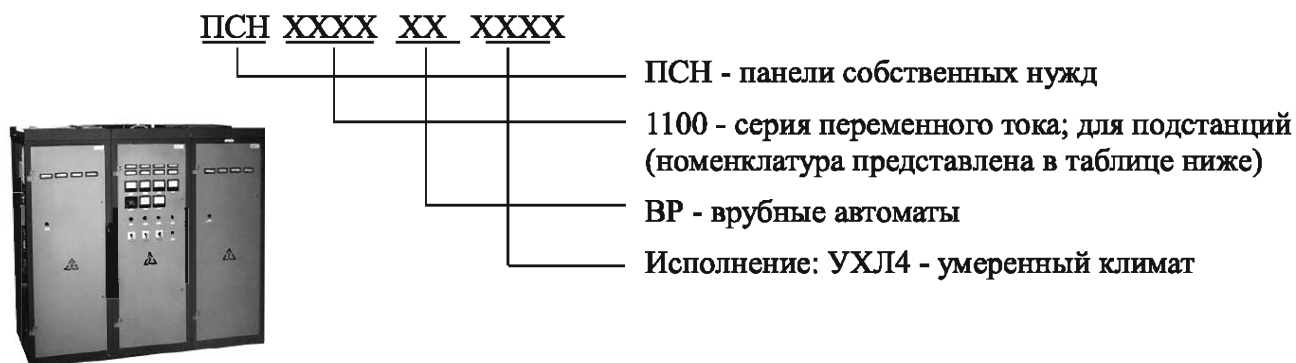 ПСН ХХХХ ХХ ХХХХ
ПСН - панели собственных нужд
1100 - серия переменного тока; для подстанций
(номенклатура представлена в таблице ниже)
ВР - врубные автоматы
Исполнение: УХЛ4 - умеренный климат